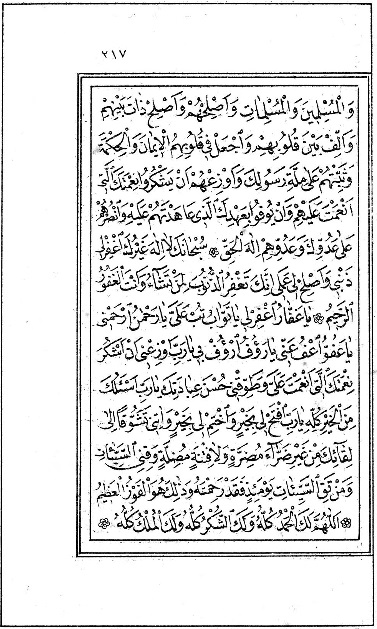 ٢١٧
وَالْمُسْلِمِينَ وَالْمُسْلِمَاتِ وَأَصْلِحْهُمْ وَأَصْلِحْ ذَاتَ بَيْنِهِمْ
وَأَلِّفْ بَيْنَ قُلُوبِهِمْ وَاجْعَلْ فِي قُلُوبِهِمُ الْإِيمَانَ وَالْحِكْمَةَ
وَثَبِّتْهُمْ عَلَى مِلَّةِ رَسُولِكَ وَأَوْزِعْهُمْ أَنْ يَشْكُرُوا نِعْمَتَكَ الَّتِي
أَنْعَمْتَ عَلَيْهِمْ وَأَنْ يُوفُوا بِعَهْدِكَ الَّذِي عَاهَدْتَهُمْ عَلَيْهِ وَانْصُرْهُمْ
عَلَى عَدُوِّكَ وَعَدُوِّهِمْ إِلٰهَ الْحَقِّ ۞ سُبْحَانَكَ لَا إِلٰهَ غَيْرُكَ اغْفِرْ لِي
ذَنْبِي وَأَصْلِحْ لِي عَمَلِي إِنَّكَ تَغْفِرُ الذُّنُوبَ لِمَنْ تَشَاءُ وَأَنْتَ الْغَفُورُ
الرَّحِيمُ ۞ يَا غَفَّارُ اغْفِرْ لِي يَا تَوَّابُ تُبْ عَلَيَّ يَا رَحْمٰنُ ارْحَمْنِي
يَا عَفُوُّ اعْفُ عَنِّي يَا رَؤُوفُ ارْؤُفْ بِي يَا رَبِّ أَوْزِعْنِي أَنْ أَشْكُرَ
نِعْمَتَكَ الَّتِي أَنْعَمْتَ عَلَيَّ وَطَوِّقْنِي حُسْنَ عِبَادَتِكَ يَا رَبِّ أَسْئَلُكَ
مِنَ الْخَيْرِ كُلِّهِ يَا رَبِّ افْتَحْ لِي بِخَيْرٍ وَاخْتِمْ لِي بِخَيْرٍ وَآتِنِي تَشَوُّقًا إِلَى
لِقَائِكَ مِنْ غَيْرِ ضَرَّاءَ مُضِرَّةٍ وَلَا فِتْنَةٍ مُضِلَّةٍ وَقِنِي السَّيِّئَاتِ
وَمَنْ تَقِ السَّيِّئَاتِ يَوْمَئِذٍ فَقَدْ رَحِمْتَهُ وَذٰلِكَ هُوَ الْفَوْزُ الْعَظِيمُ
۞ اَللّٰهُمَّ لَكَ الْحَمْدُ كُلُّهُ وَلَكَ الشُّكْرُ كُلُّهُ وَلَكَ الْمُلْكُ كُلُّهُ ۞